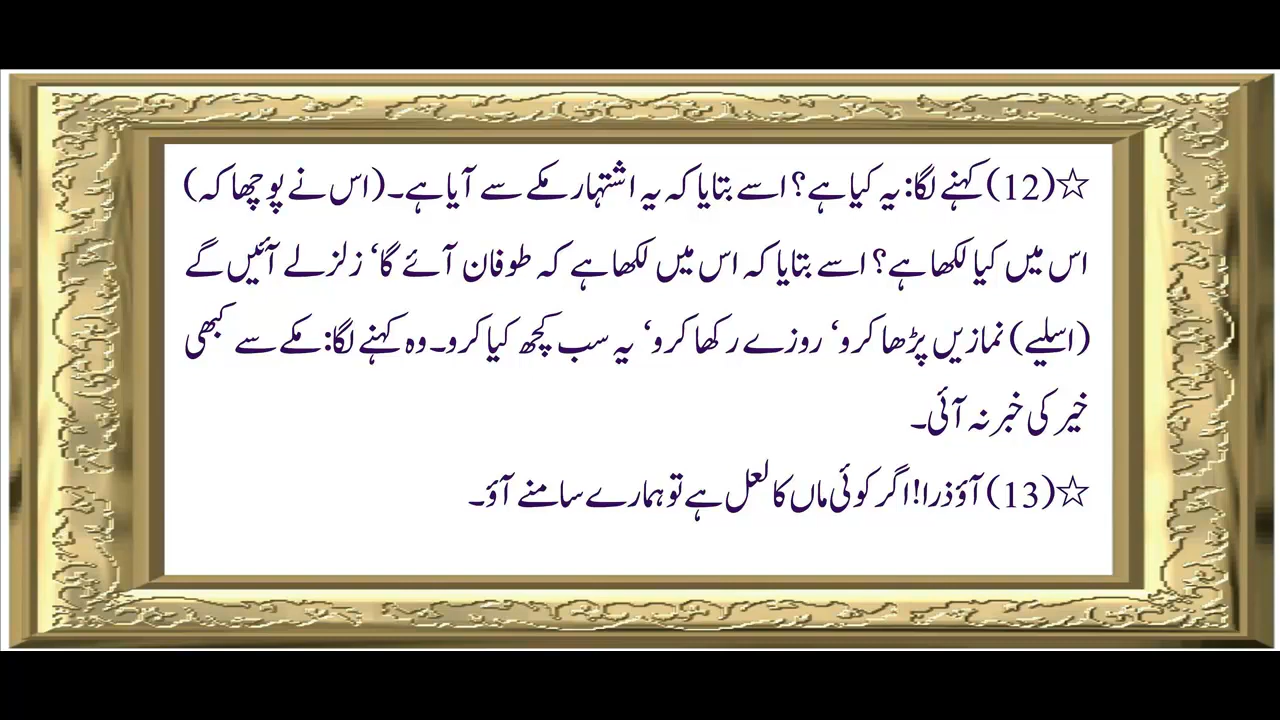 ☆(12) کہنے لگا: یہ کیا ہے؟ اسے بتایا کہ یہ اشتہار مکے سے آیا ہے۔ (اس نے پوچھا کہ)
اس میں کیا لکھا ہے؟ اسے بتایا کہ اس میں لکھا ہے کہ طوفان آئے گا‘ زلزلے آئیں گے
(اسلیے) نمازیں پڑھا کرو‘ روزے رکھا کرو‘ یہ سب کچھ کیا کرو۔ وہ کہنے لگا: مکے سے کبھی
خیر کی خبر نہ آئی۔
☆(13) آؤ ذرا! اگر کوئی ماں کا لعل ہے تو ہمارے سامنے آؤ۔